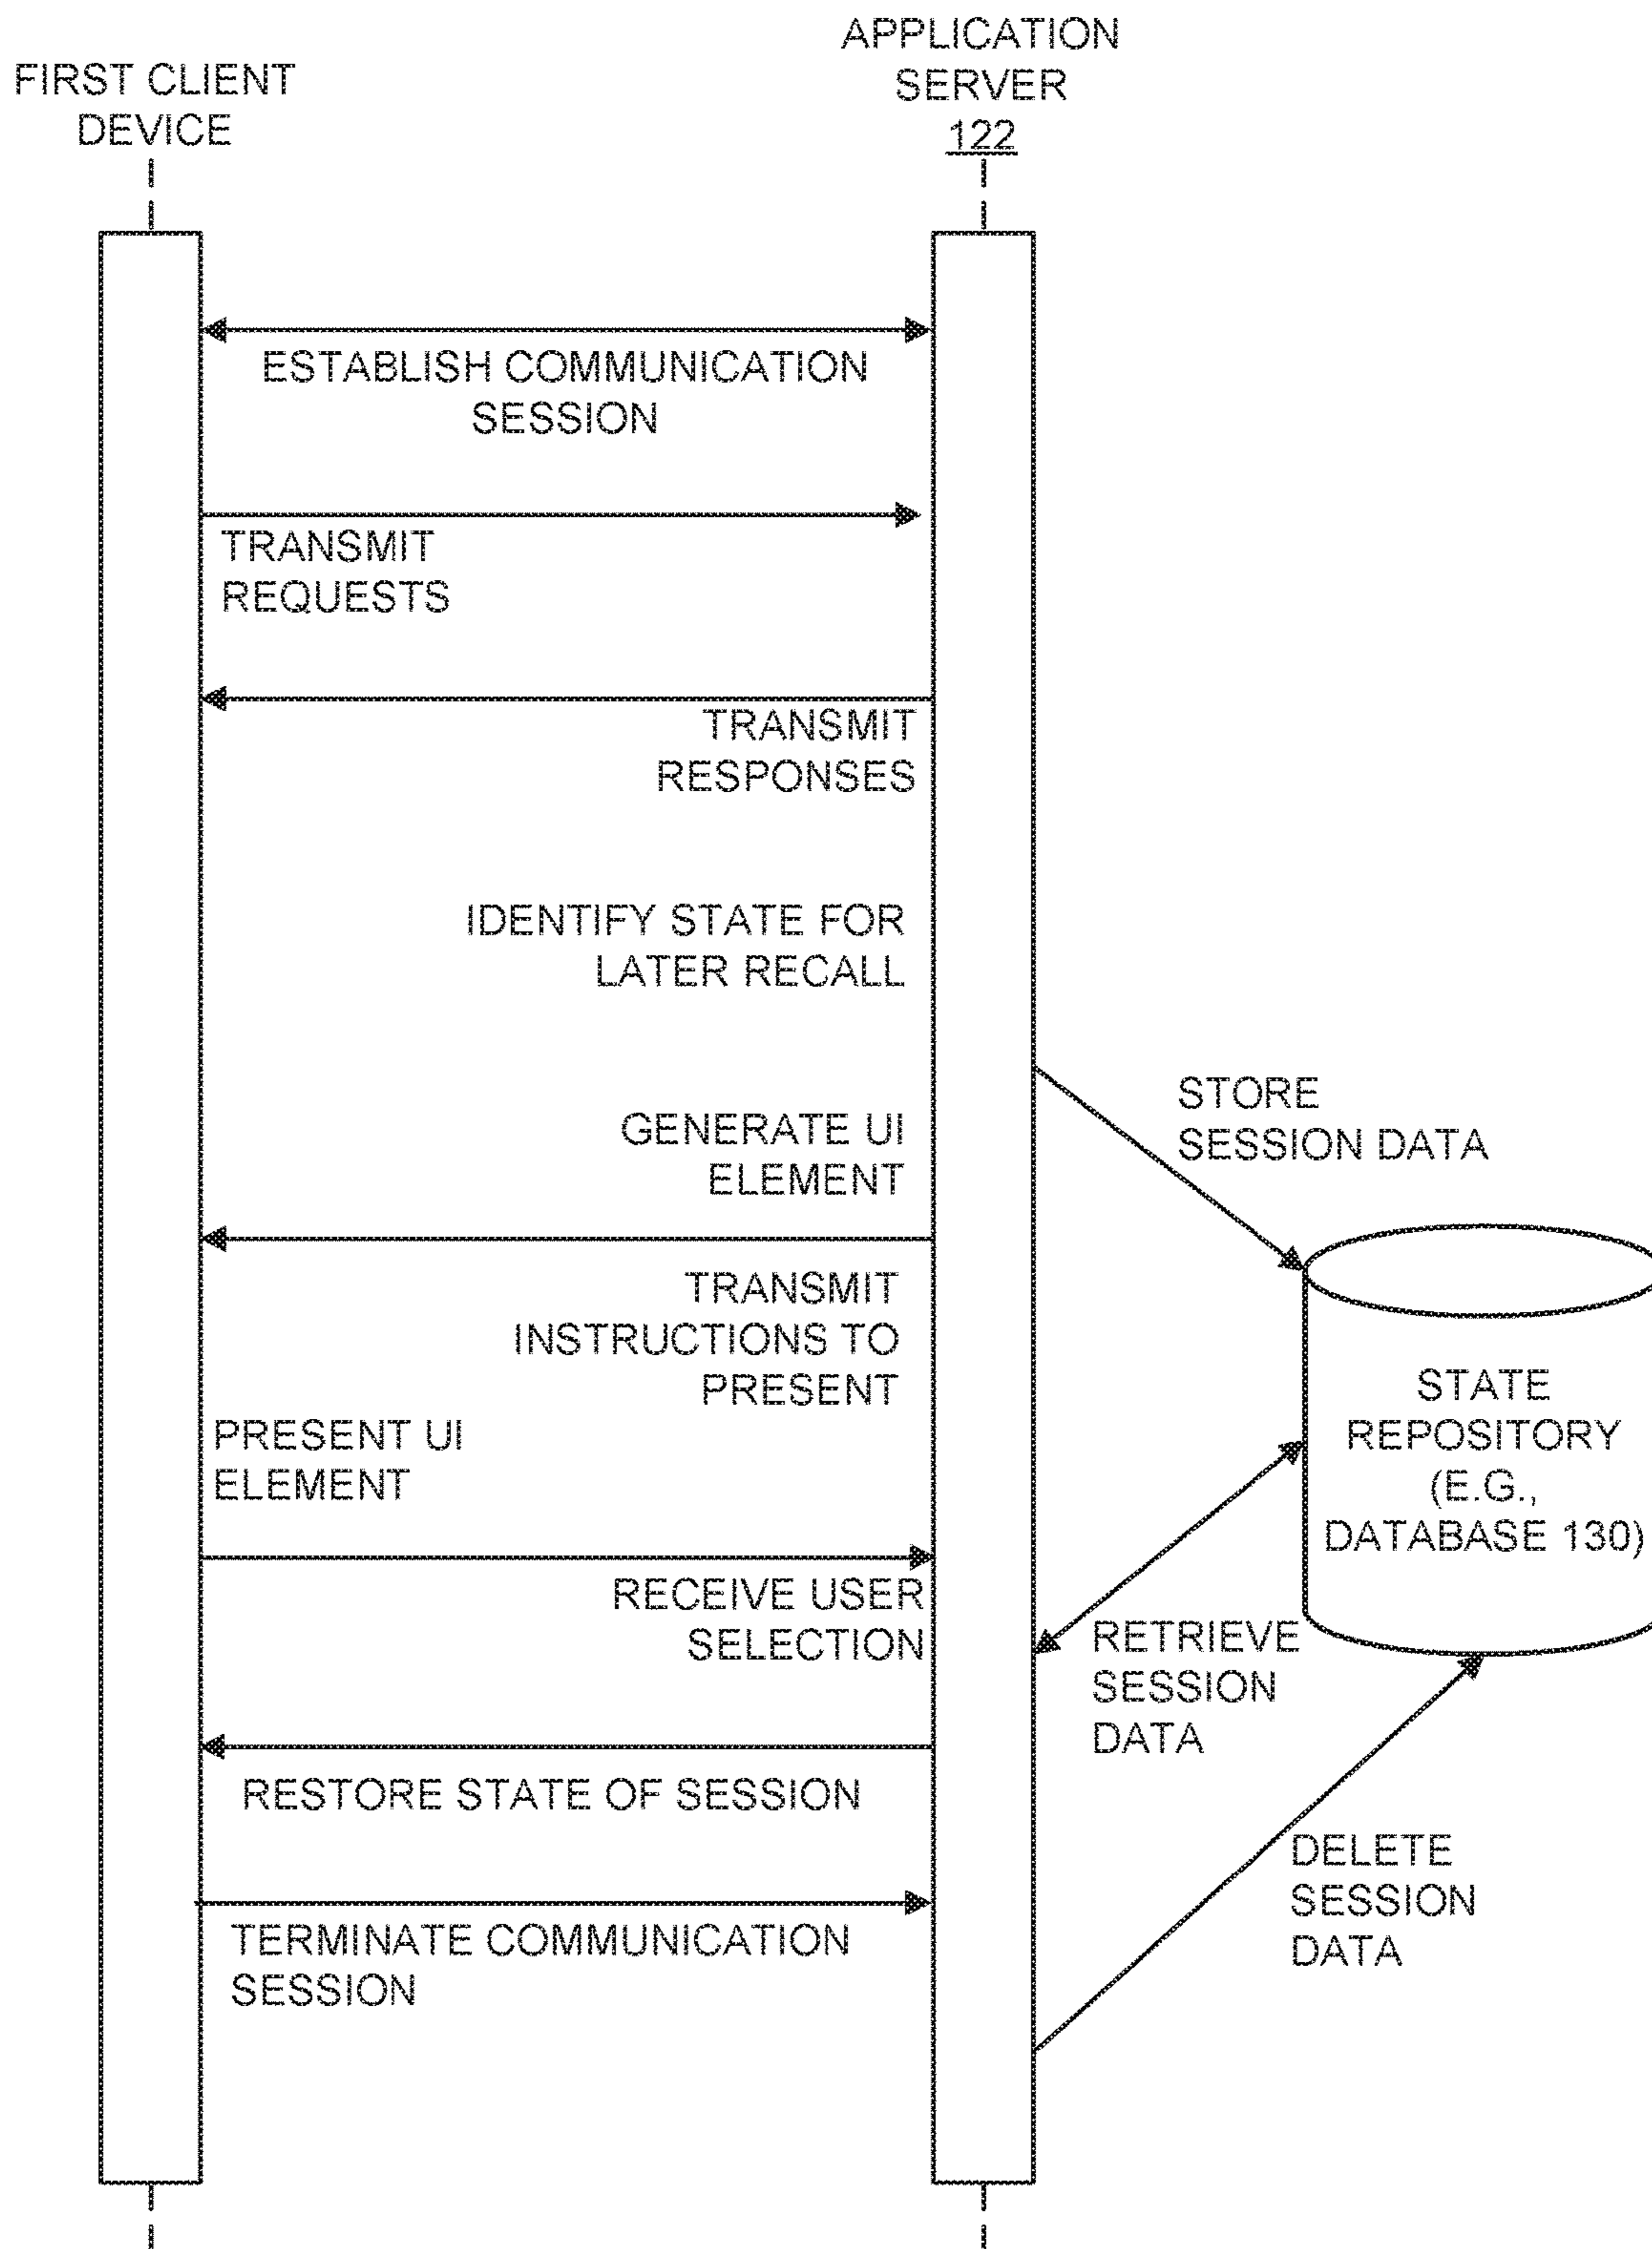 FIRST CLIENT
DEVICE
APPLICATION
SERVER
122
ESTABLISH COMMUNICATION
SESSION
TRANSMIT
REQUESTS
TRANSMIT
RESPONSES
IDENTIFY STATE FOR
LATER RECALL
STORE
SESSION DATA
GENERATE UI
ELEMENT
TRANSMIT
INSTRUCTIONS TO
PRESENT
STATE
REPOSITORY
(E.G.,
DATABASE 130)
PRESENT UI
ELEMENT
RECEIVE USER
SELECTION
RETRIEVE
SESSION
DATA
RESTORE STATE OF SESSION
DELETE
SESSION
DATA
TERMINATE COMMUNICATION
SESSION